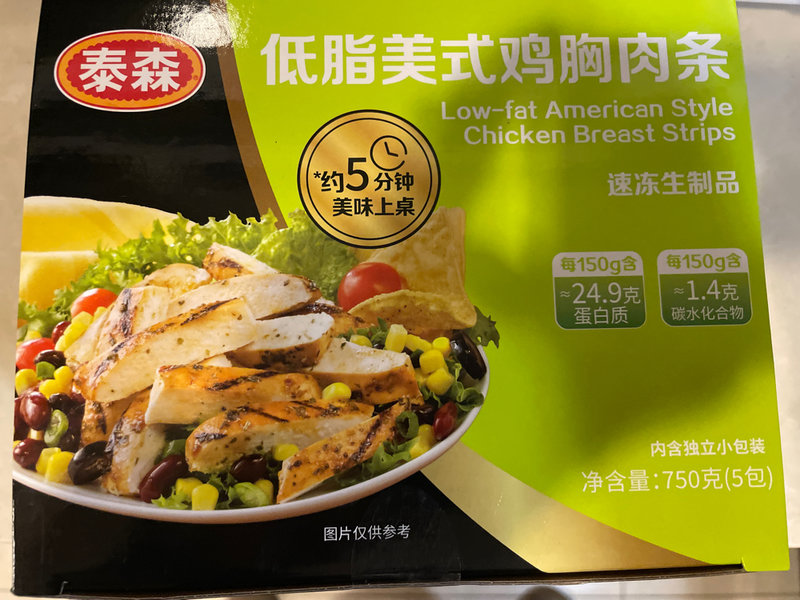 泰森
低脂美式鸡胸肉条
Low-fat American Style
Chicken Breast Strips
*约5分钟
美味上桌
速冻生制品
每150g含
≈24.9克
蛋白质
每150g含
≈1.4克
碳水化合物
内含独立小包装
净含量:750克(5包)
图片仅供参考